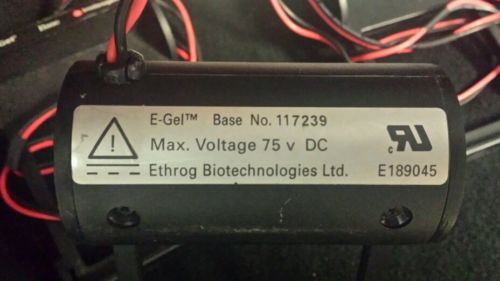 E-Gel™ Base No. 117239
Max. Voltage 75 v DC
Ethrog Biotechnologies Ltd. E189045